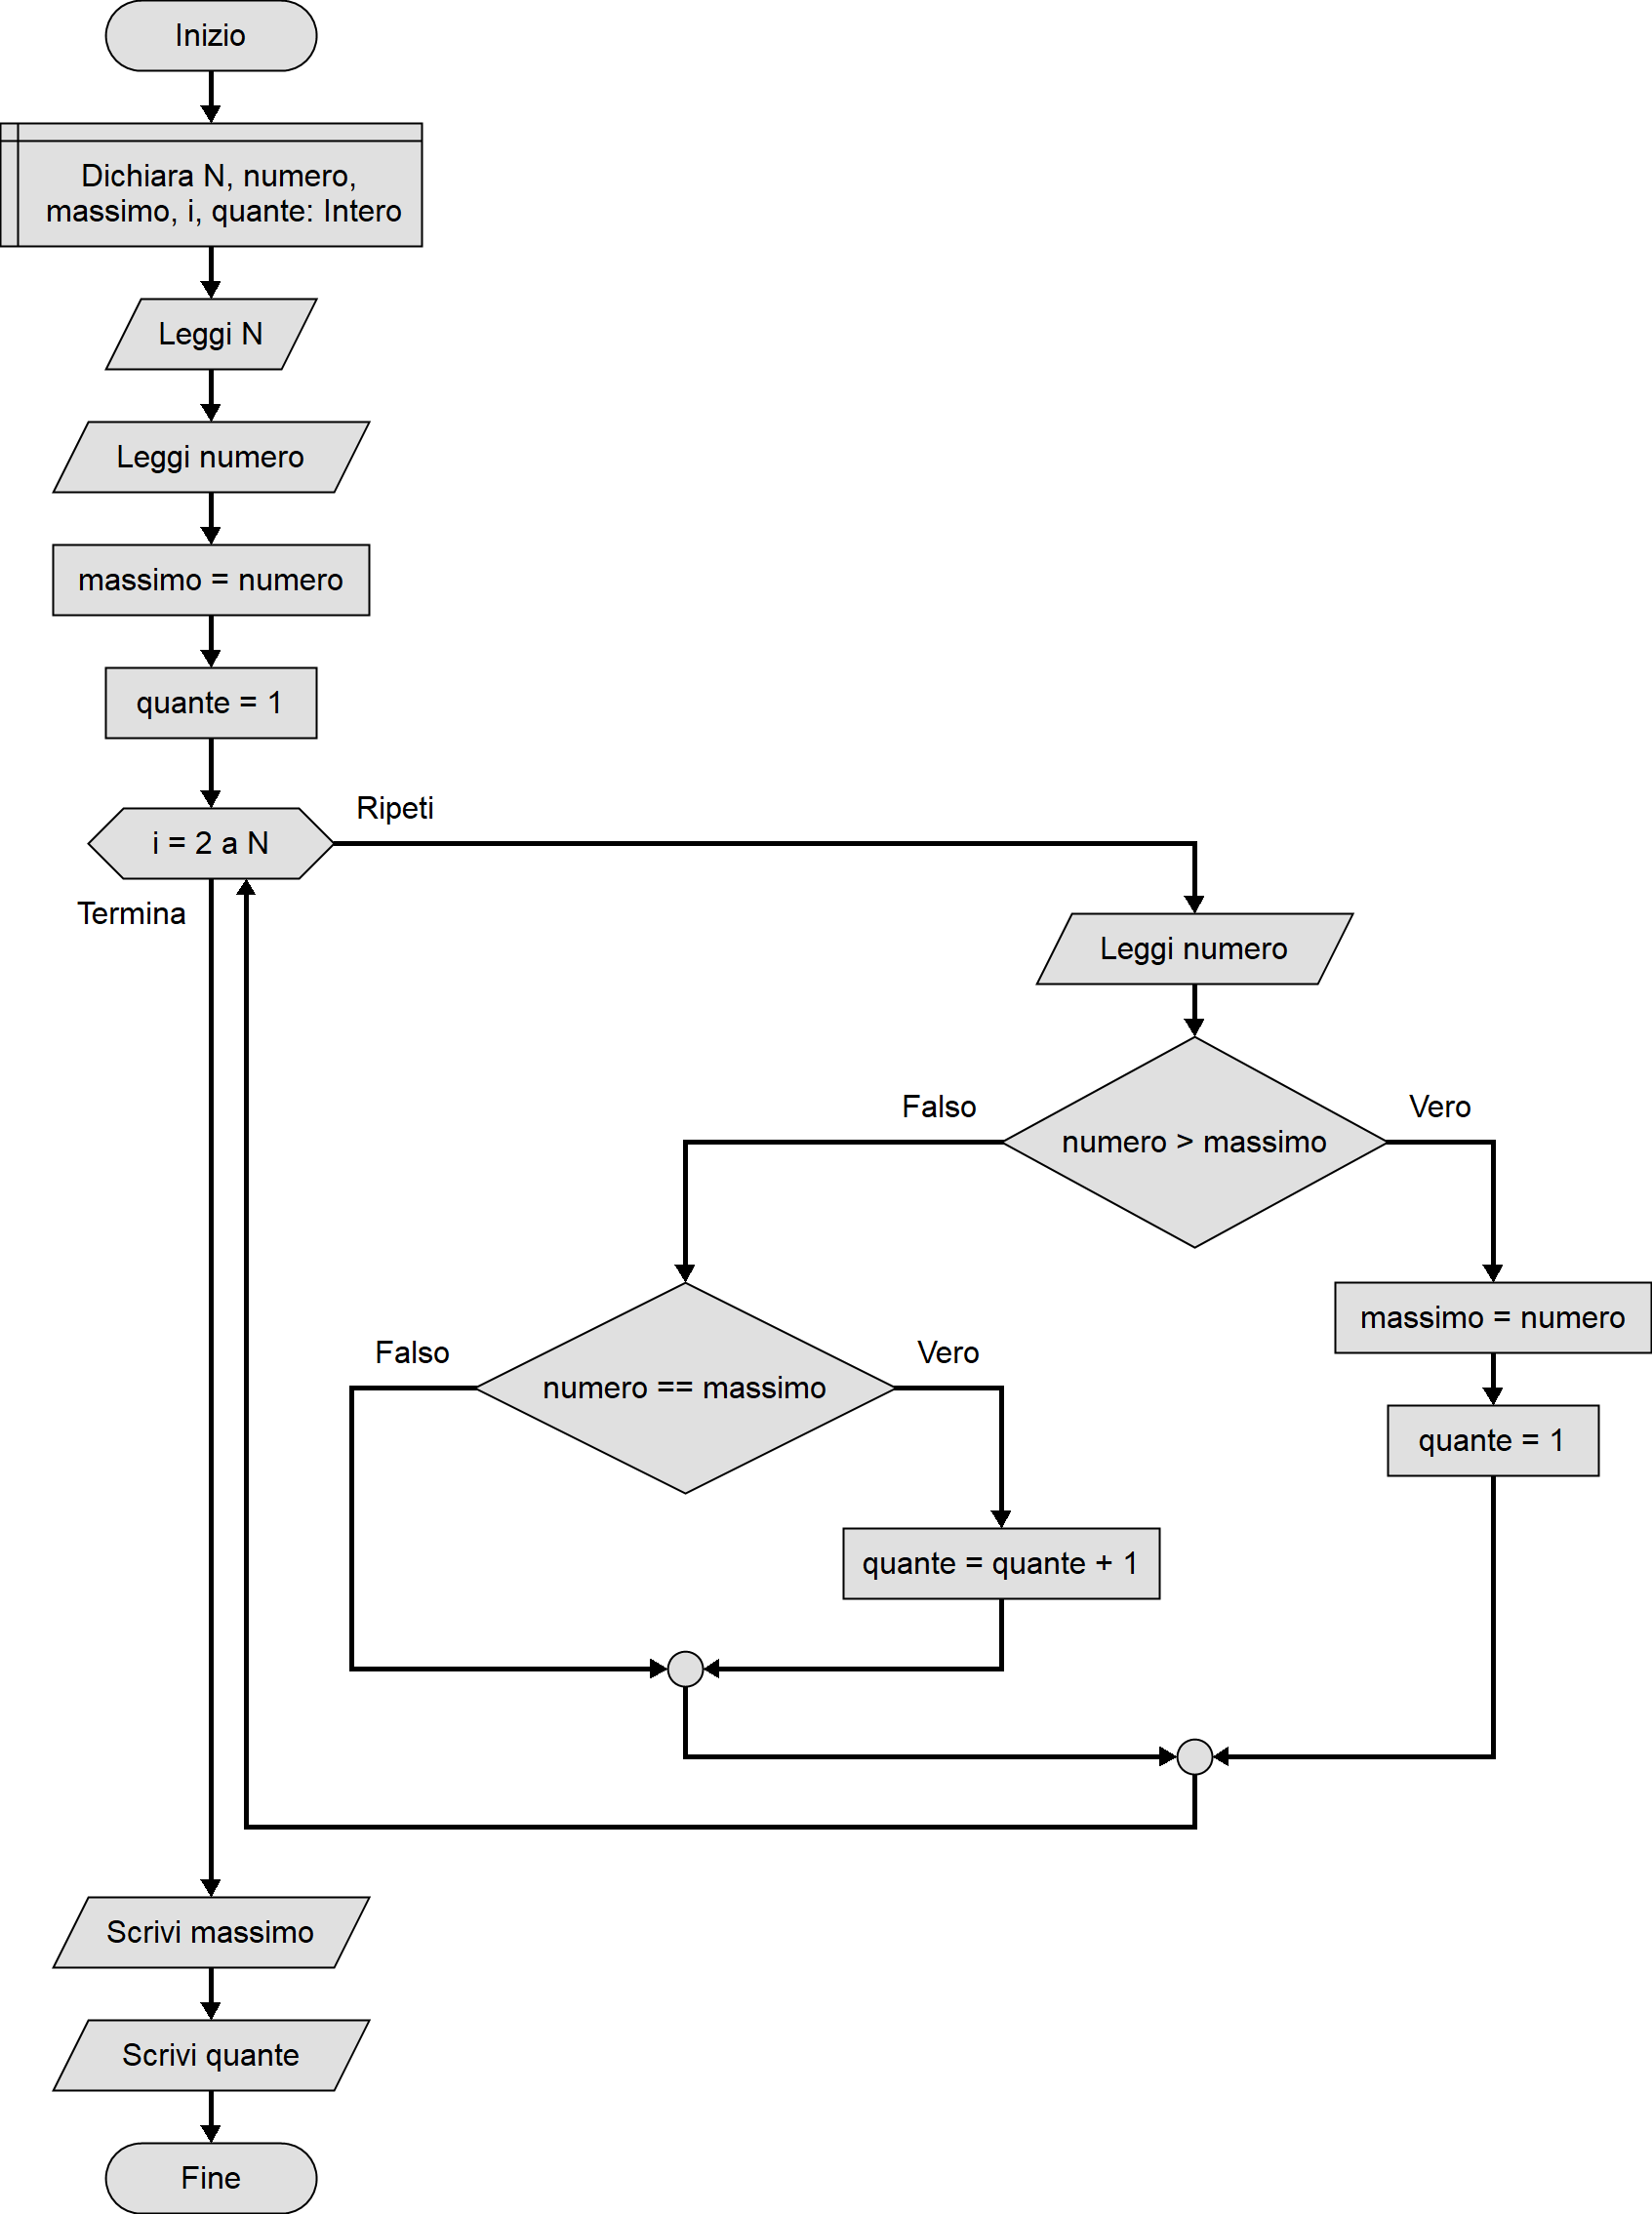 Inizio
Dichiara N, numero,
massimo, i, quante: Intero
Leggi N
Leggi numero
massimo = numero
quante = 1
i = 2 a N
Ripeti
Termina
Leggi numero
numero > massimo
Falso
Vero
numero == massimo
Falso
Vero
quante = quante + 1
massimo = numero
quante = 1
Scrivi massimo
Scrivi quante
Fine